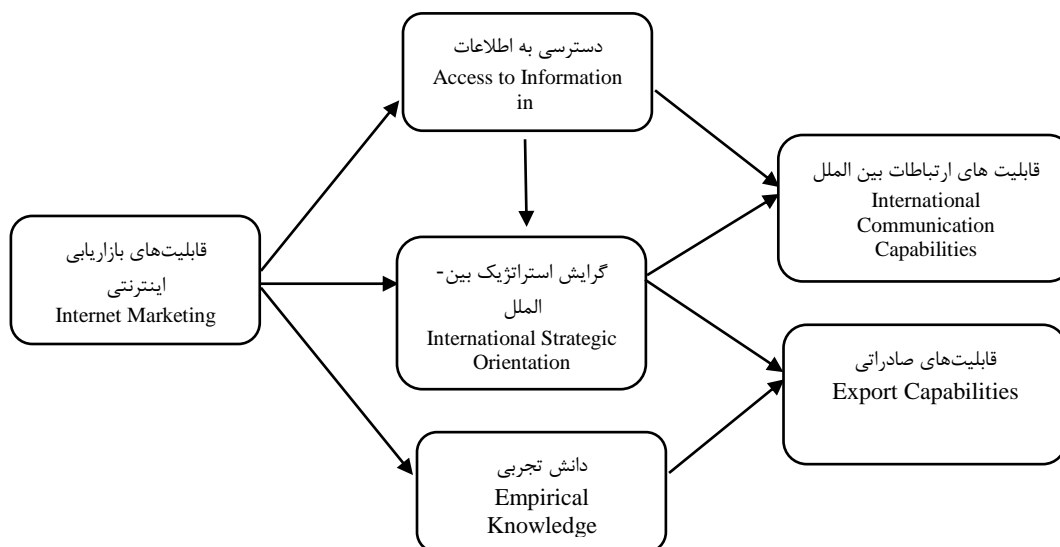 دسترسی به اطلاعات
Access to Information
in
قابلیت های ارتباطات بین الملل
International
Communication
Capabilities
قابلیت‌های بازاریابی
اینترنتی
Internet Marketing
گرایش استراتژیک بین-
الملل
International Strategic
Orientation
قابلیت‌های صادراتی
Export Capabilities
دانش تجربی
Empirical
Knowledge